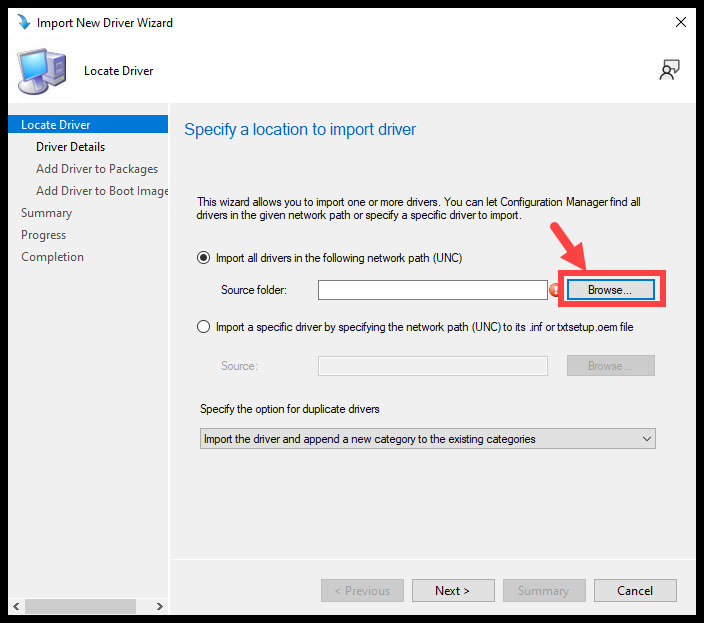 Import New Driver Wizard
Locate Driver
Locate Driver
Driver Details
Add Driver to Packages
Add Driver to Boot Image
Summary
Progress
Completion
Specify a location to import driver
This wizard allows you to import one or more drivers. You can let Configuration Manager find all
drivers in the given network path or specify a specific driver to import.
Import all drivers in the following network path (UNC)
Source folder:
Browse...
Import a specific driver by specifying the network path (UNC) to its .inf or txtsetup.oem file
Source:
Browse...
Specify the option for duplicate drivers
Import the driver and append a new category to the existing categories
< Previous
Next >
Summary
Cancel